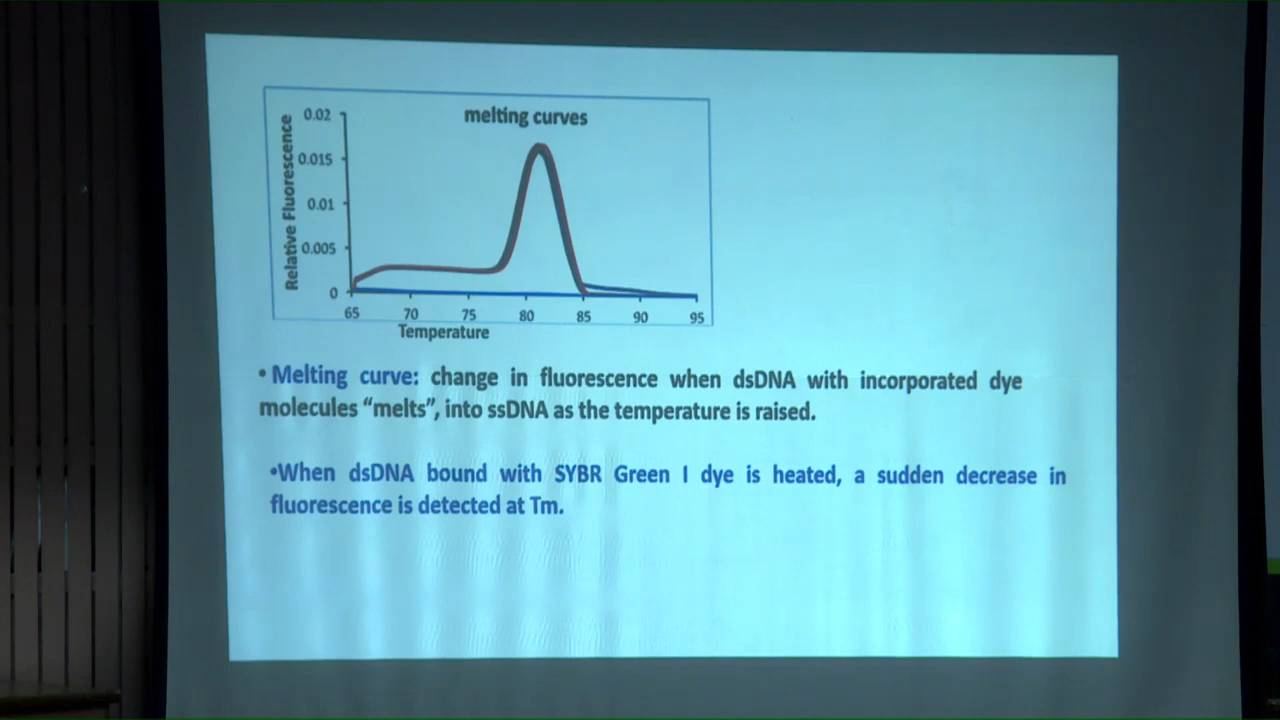 melting curves
Relative Fluorescence
0.02
0.015
0.01
0.005
0
65 70 75 80 85 90 95
Temperature
• Melting curve: change in fluorescence when dsDNA with incorporated dye
molecules “melts”, into ssDNA as the temperature is raised.
•When dsDNA bound with SYBR Green I dye is heated, a sudden decrease in
fluorescence is detected at Tm.